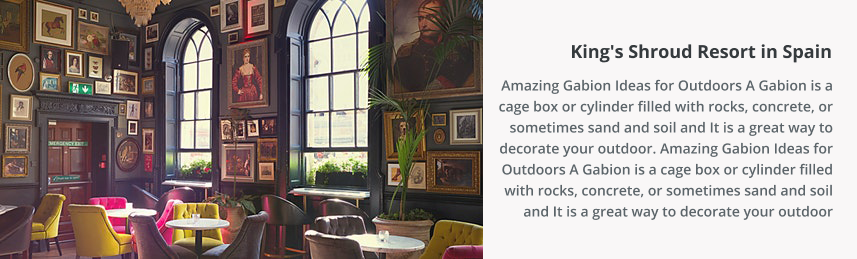 EMERGENCY EXIT
King's Shroud Resort in Spain
Amazing Gabion Ideas for Outdoors A Gabion is a
cage box or cylinder filled with rocks, concrete, or
sometimes sand and soil and It is a great way to
decorate your outdoor. Amazing Gabion Ideas for
Outdoors A Gabion is a cage box or cylinder filled
with rocks, concrete, or sometimes sand and soil
and It is a great way to decorate your outdoor